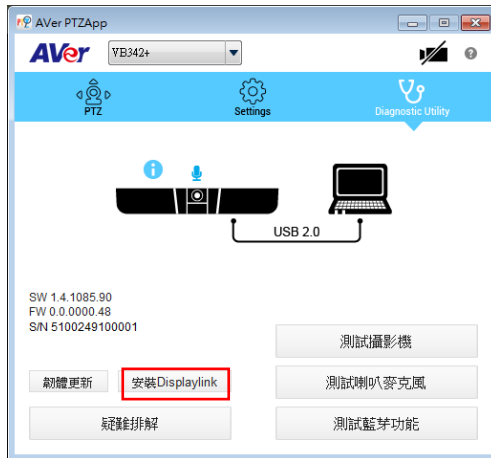 AVer PTZApp
AVer
VB342+
PTZ
Settings
Diagnostic Utility
USB 2.0
SW 1.4.1085.90
FW 0.0.0000.48
S/N 5100249100001
測試攝影機
韌體更新
安裝Displaylink
測試喇叭麥克風
疑難排解
測試藍芽功能